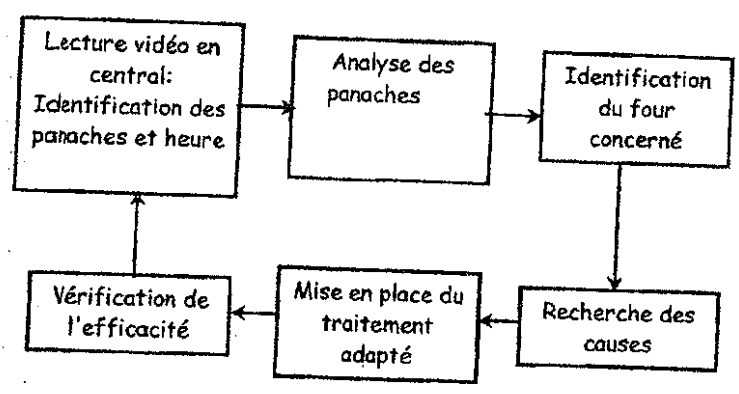 Lecture vidéo en
central:
Identification des
panaches et heure
Analyse des
panaches
Identification
du four
concerné
Recherche des
causes
Mise en place du
traitement
adapté
Vérification de
l'efficacité